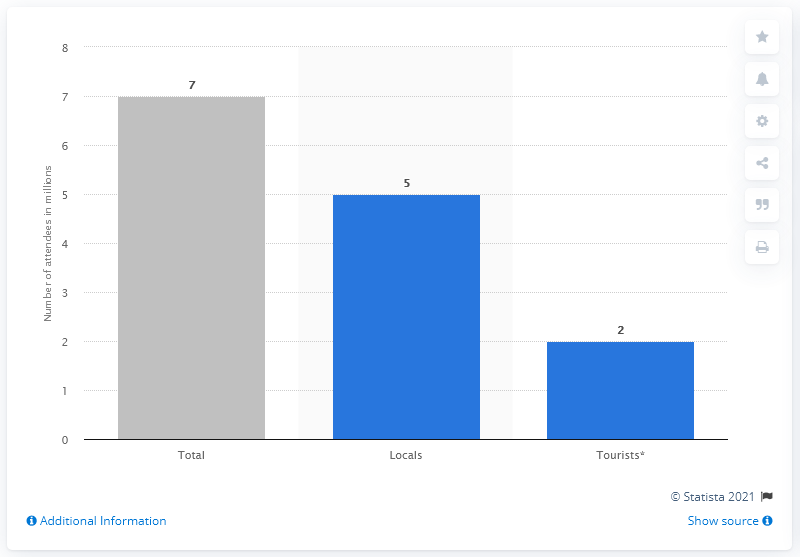 8
7
7
6
5
5
4
3
2
2
1
0
Number of attendees in millions
Total
Locals
Tourists*
© Statista 2021
Additional Information
Show source